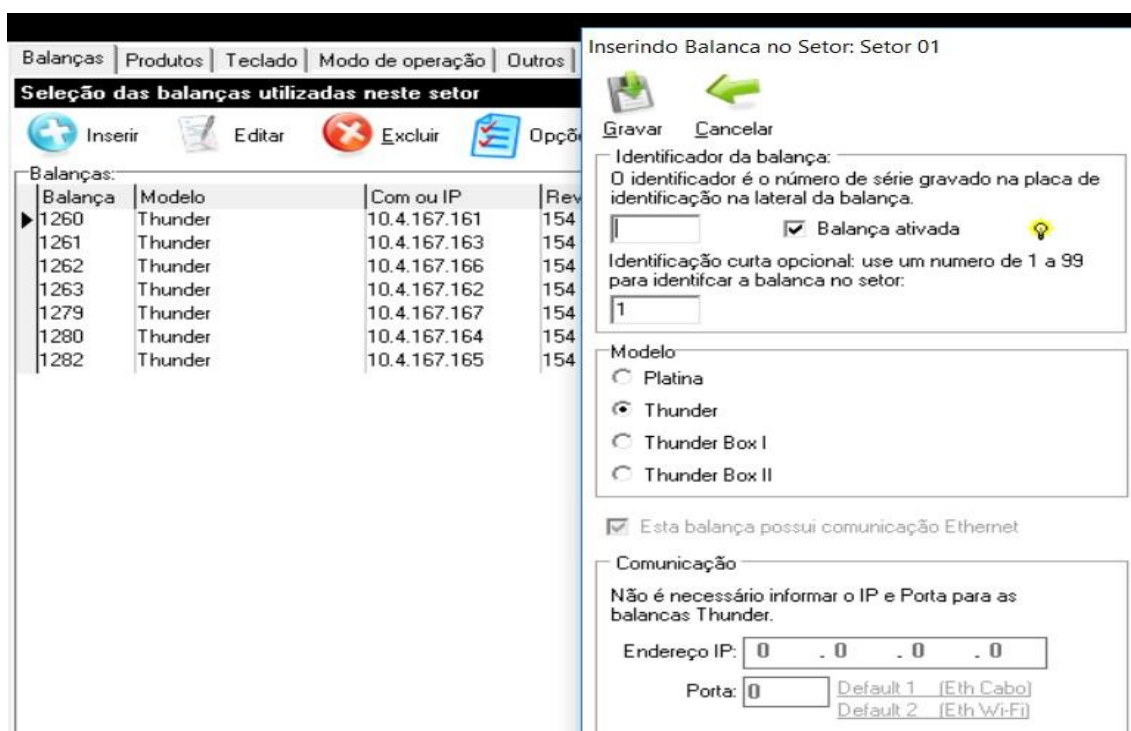 Balanças Produtos Teclado Modo de operação Outros
Seleção das balanças utilizadas neste setor
Inserir Editar Excluir
Balanças:
Balança Modelo Com ou IP
1260 Thunder 10.4.167.161 154
1261 Thunder 10.4.167.163 154
1262 Thunder 10.4.167.166 154
1263 Thunder 10.4.167.162 154
1279 Thunder 10.4.167.167 154
1280 Thunder 10.4.167.164 154
1282 Thunder 10.4.167.165 154
Inserindo Balanca no Setor: Setor 01
Gravar Cancelar
Identificador da balança:
O identificador é o número de série gravado na placa de
identificação na lateral da balança.
Balança ativada
Identificação curta opcional: use um numero de 1 a 99
para identifcar a balanca no setor:
1
Modelo
Platina
Thunder
Thunder Box I
Thunder Box II
Esta balança possui comunicação Ethernet
Comunicação
Não é necessário informar o IP e Porta para as
balancas Thunder.
Endereço IP: 0 . 0 . 0 . 0
Porta: 0 Default 1 (Eth Cabo)
Default 2 (Eth Wi-Fi)